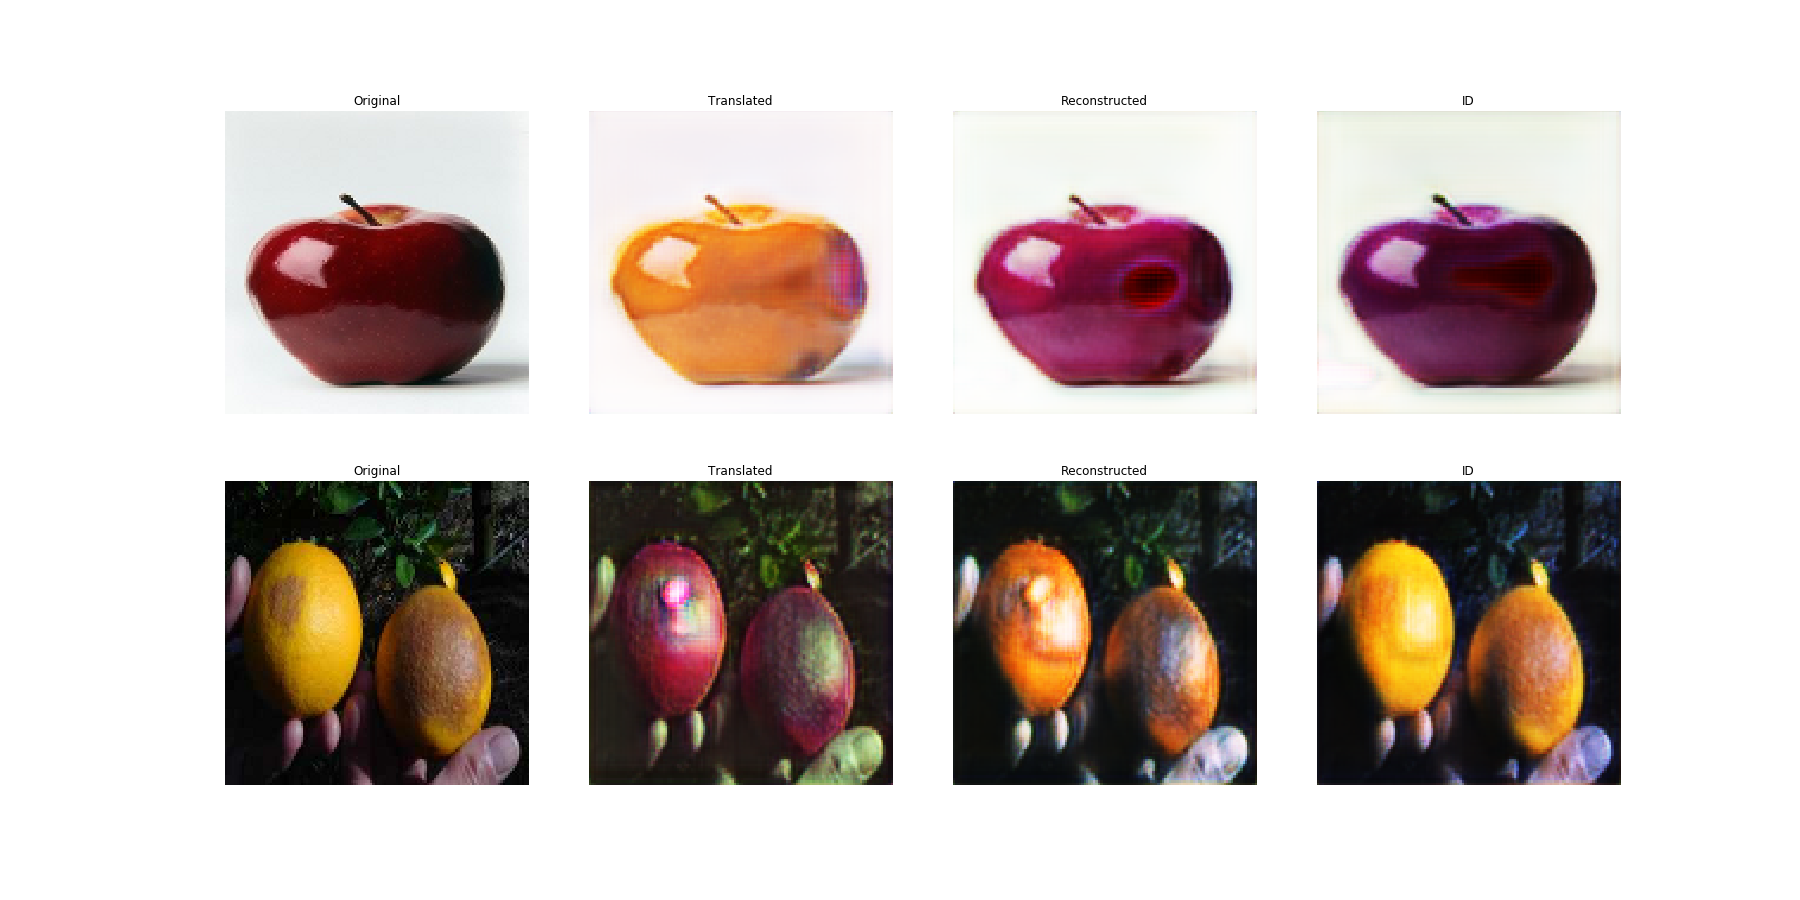 Original
Translated
Reconstructed
ID
Original
Translated
Reconstructed
ID